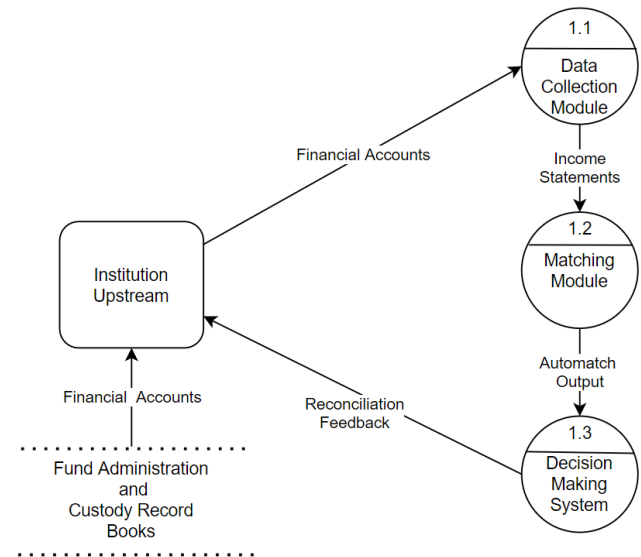 1.1
Data
Collection
Module
Financial Accounts
Income
Statements
1.2
Matching
Module
Institution
Upstream
Automatch
Output
Financial Accounts
Reconciliation
Feedback
1.3
Decision
Making
System
Fund Administration
and
Custody Record
Books